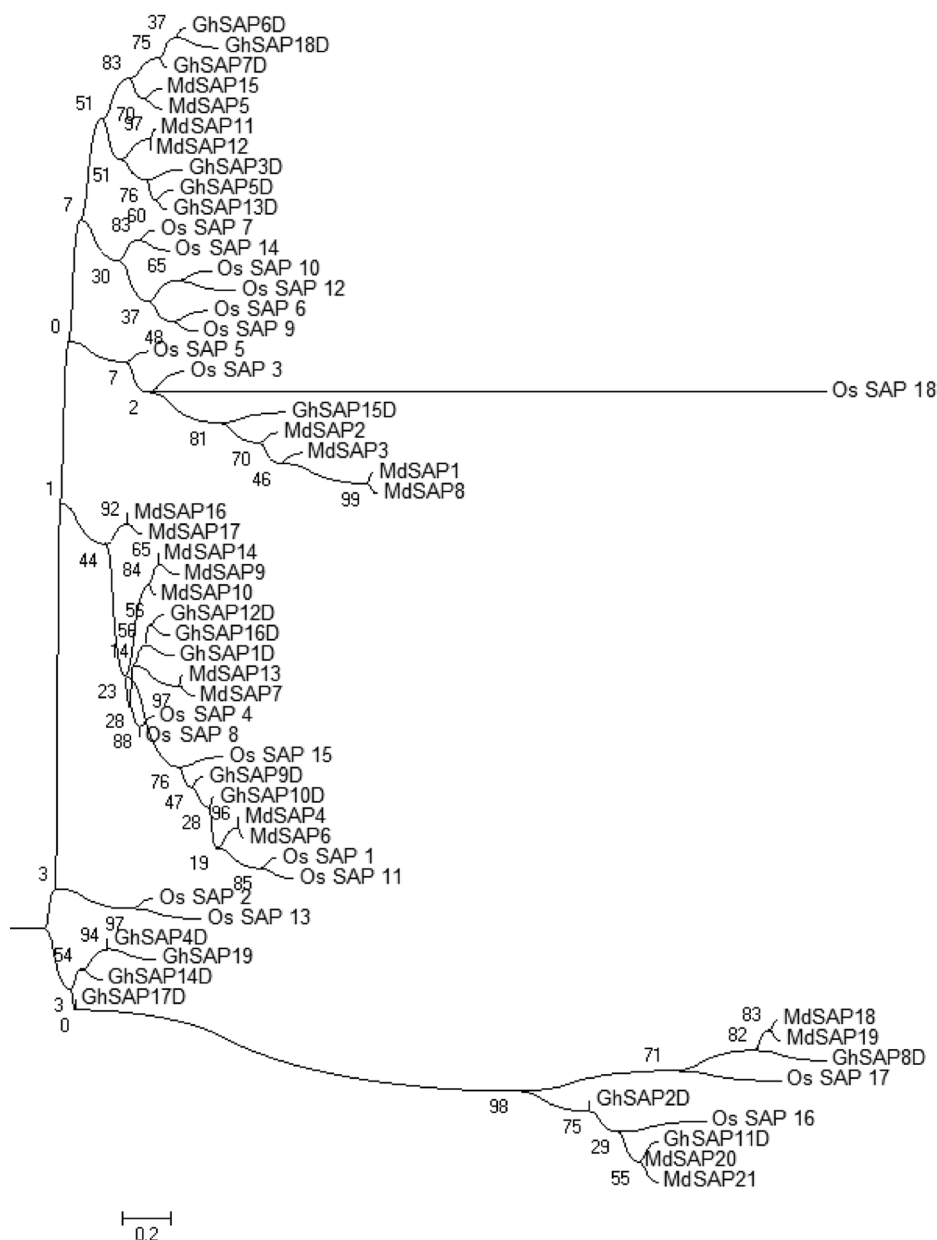 37 GhSAP6D
75 GhSAP18D
83 GhSAP7D
MdSAP15
51 MdSAP5
70
97 MdSAP11
MdSAP12
51 GhSAP3D
76 GhSAP5D
7 60 GhSAP13D
83 Os SAP 7
65 Os SAP 14
30 Os SAP 10
Os SAP 12
37 Os SAP 6
0 48 Os SAP 9
Os SAP 5
7 Os SAP 3
Os SAP 18
2 GhSAP15D
81 MdSAP2
70 MdSAP3
46 MdSAP1
1 99 MdSAP8
92 MdSAP16
MdSAP17
44 65 MdSAP14
84 MdSAP9
MdSAP10
56 GhSAP12D
56 GhSAP16D
14 GhSAP1D
MdSAP13
23 97 MdSAP7
28 Os SAP 4
88 Os SAP 8
Os SAP 15
76 GhSAP9D
47 GhSAP10D
28 96 MdSAP4
MdSAP6
19 Os SAP 1
3 85 Os SAP 11
Os SAP 2
97 Os SAP 13
94 GhSAP4D
54 GhSAP19
GhSAP14D
3 GhSAP17D
0
83 MdSAP18
82 MdSAP19
71 GhSAP8D
Os SAP 17
98 GhSAP2D
75 Os SAP 16
29 GhSAP11D
MdSAP20
55 MdSAP21
0.2